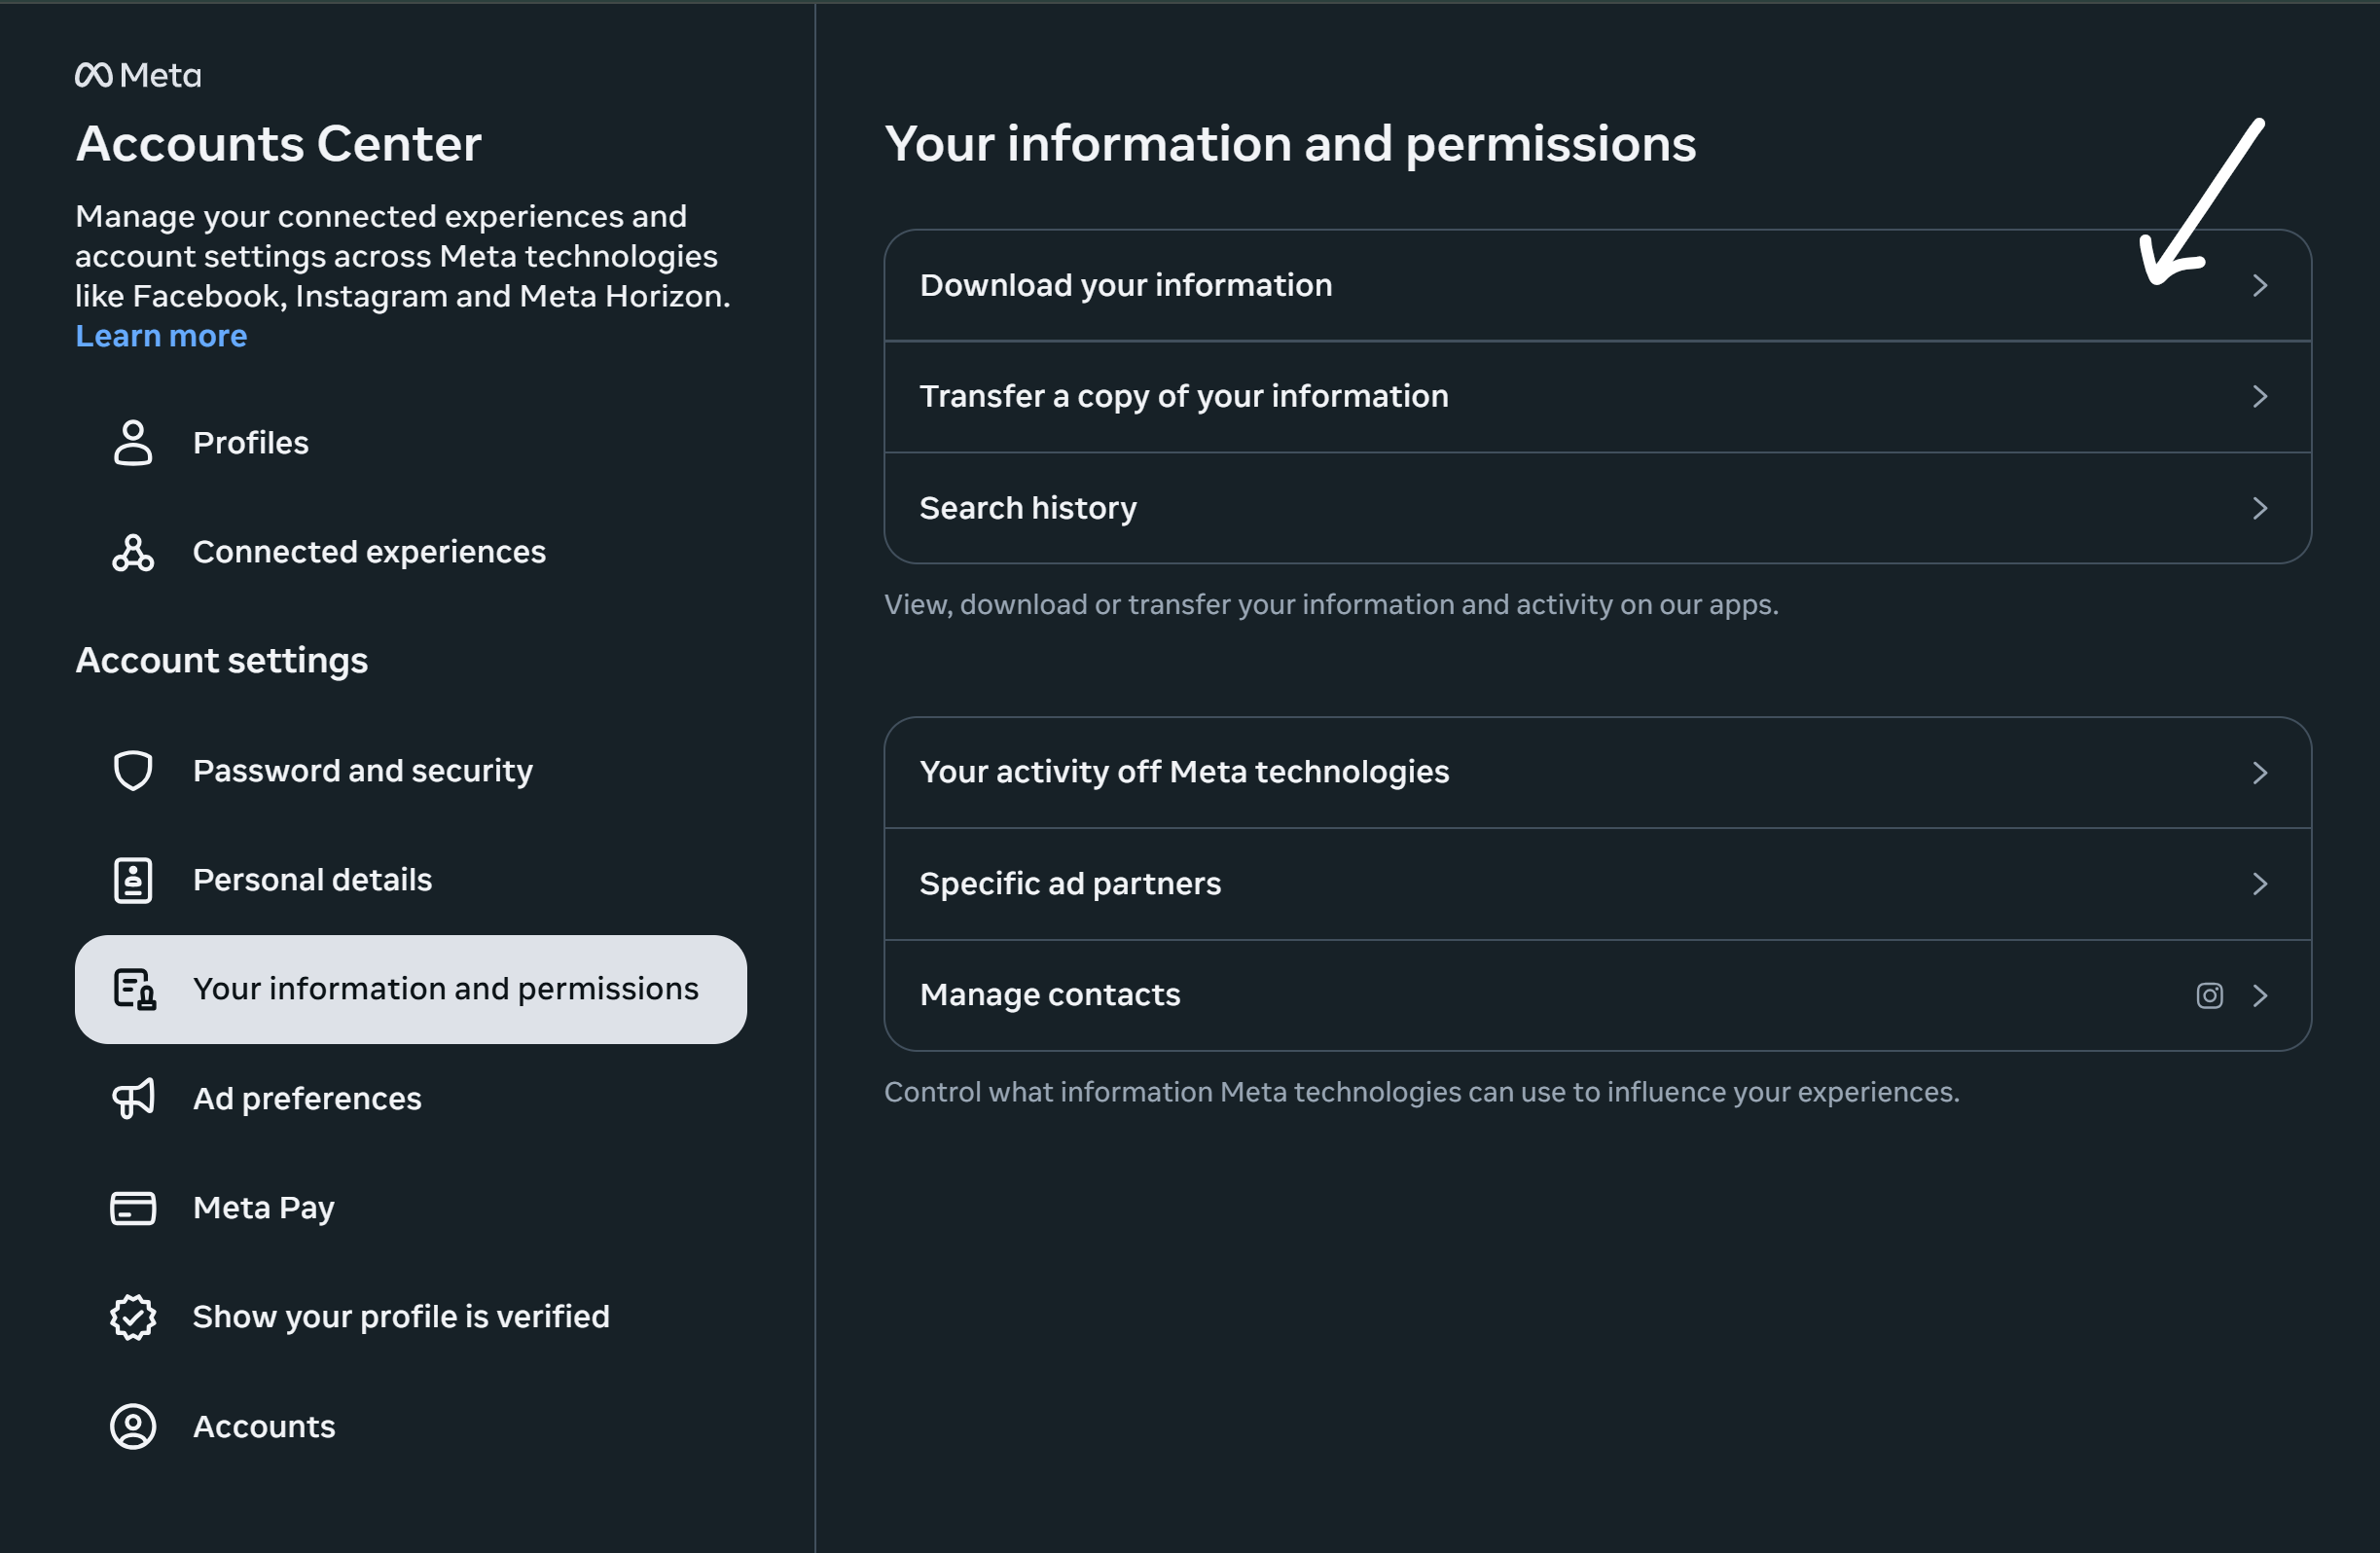 Meta
Accounts Center
Manage your connected experiences and
account settings across Meta technologies
like Facebook, Instagram and Meta Horizon.
Learn more
Profiles
Connected experiences
Account settings
Password and security
Personal details
Your information and permissions
Ad preferences
Meta Pay
Show your profile is verified
Accounts
Your information and permissions
Download your information
Transfer a copy of your information
Search history
View, download or transfer your information and activity on our apps.
Your activity off Meta technologies
Specific ad partners
Manage contacts
Control what information Meta technologies can use to influence your experiences.